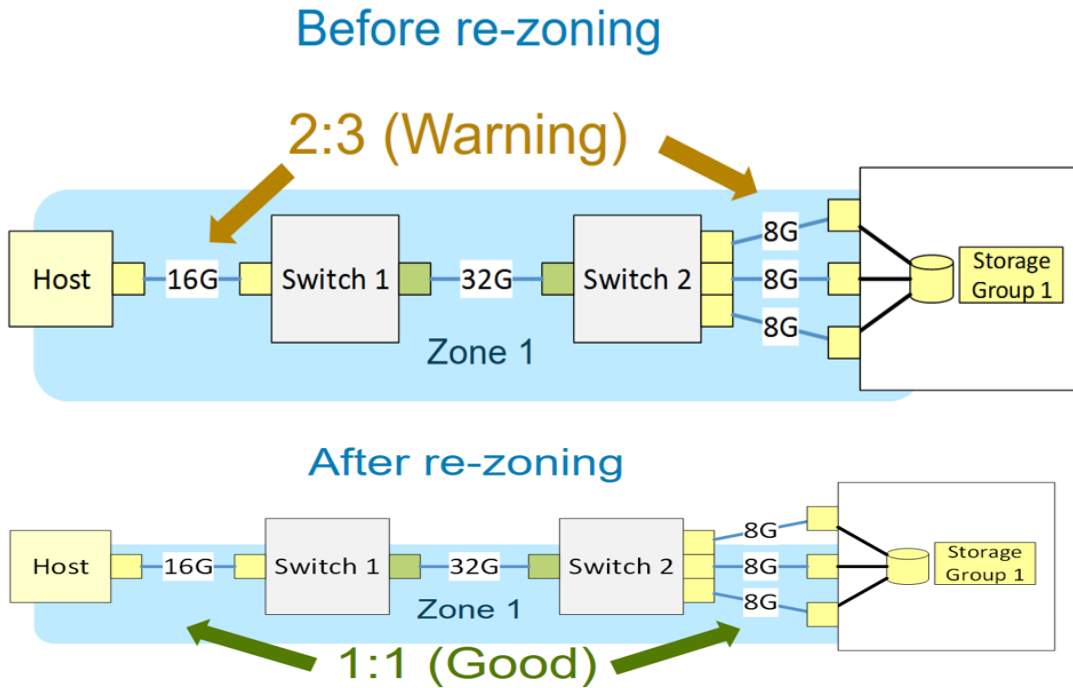 Before re-zoning
2:3 (Warning)
8G
Host
16G
Switch 1
32G
Switch 2
8G
Storage
Group 1
8G
Zone 1
After re-zoning
8G
Host
16G
Switch 1
32G
Switch 2
8G
Storage
Group 1
8G
Zone 1
1:1 (Good)